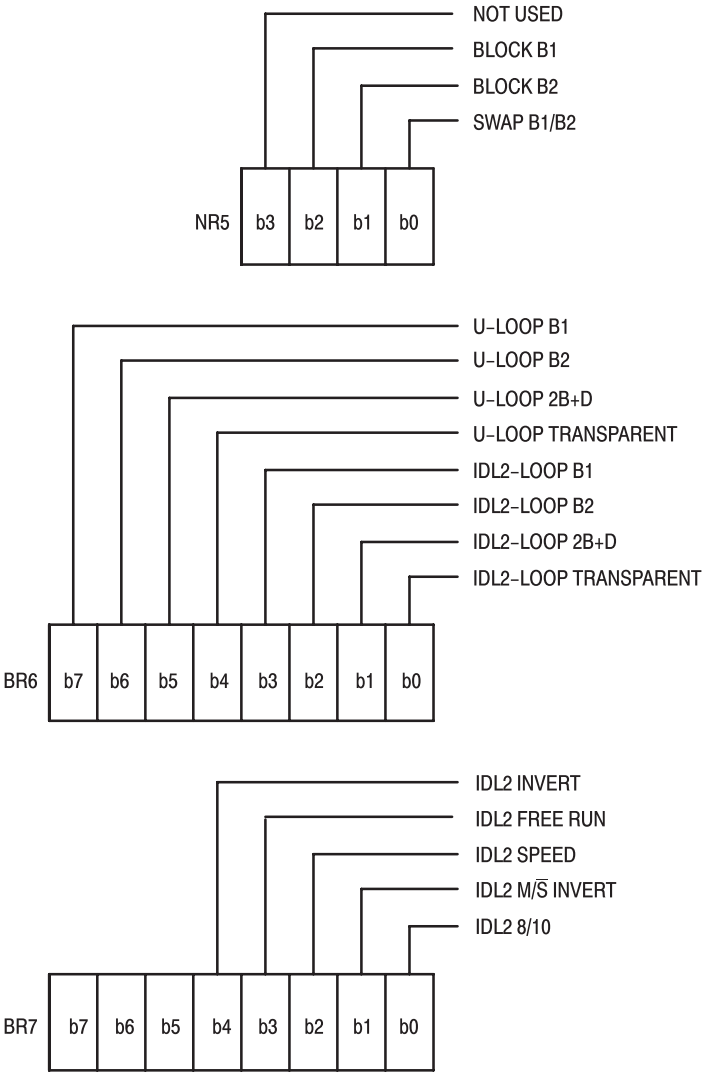 NOT USED
BLOCK B1
BLOCK B2
SWAP B1/B2
NR5 b3 b2 b1 b0
U–LOOP B1
U–LOOP B2
U–LOOP 2B+D
U–LOOP TRANSPARENT
IDL2–LOOP B1
IDL2–LOOP B2
IDL2–LOOP 2B+D
IDL2–LOOP TRANSPARENT
BR6 b7 b6 b5 b4 b3 b2 b1 b0
IDL2 INVERT
IDL2 FREE RUN
IDL2 SPEED
IDL2 M/S̅ INVERT
IDL2 8/10
BR7 b7 b6 b5 b4 b3 b2 b1 b0